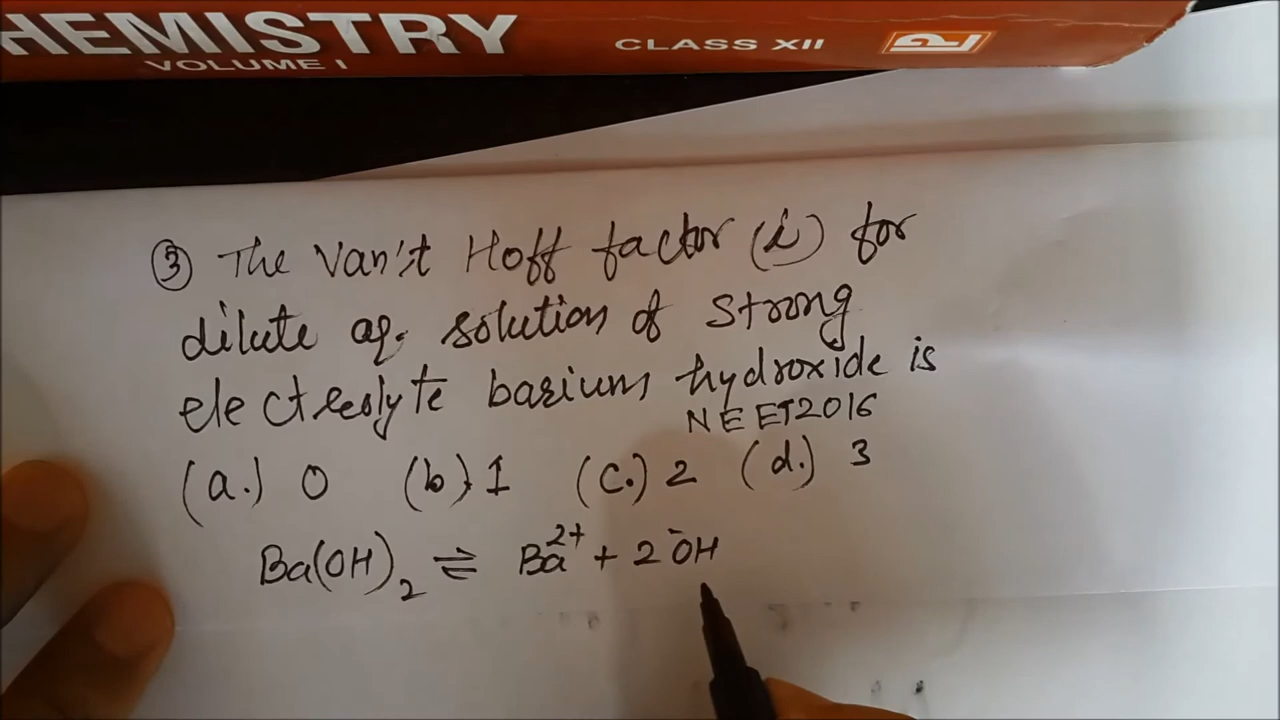 HEMISTRY
CLASS XII
VOLUME I
③ The Van't Hoff factor (i) for
dilute aq. solution of strong
electrolyte barium hydroxide is
NEET2016
(a.) 0 (b) 1 (c.) 2 (d.) 3
Ba(OH)₂ ⇌ Ba²⁺ + 2 ⁻OH